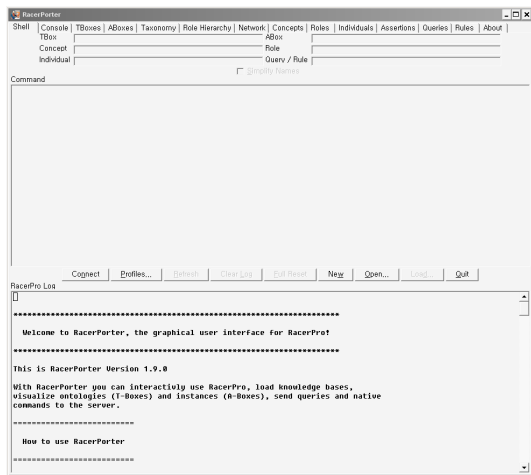 RacerPorter
Shell | Console | TBoxes | ABoxes | Taxonomy | Role Hierarchy | Network | Concepts | Roles | Individuals | Assertions | Queries | Rules | About |
TBox ABox
Concept Role
Individual Query / Rule
Simplify Names
Command
Connect Profiles... Refresh Clear Log Full Reset New Open... Load... Quit
RacerPro Log
**********************************************************************
Welcome to RacerPorter, the graphical user interface for RacerPro!
**********************************************************************
This is RacerPorter Version 1.9.0
With RacerPorter you can interactivly use RacerPro, load knowledge bases,
visualize ontologies (T-Boxes) and instances (A-Boxes), send queries and native
commands to the server.
==========================
How to use RacerPorter
==========================